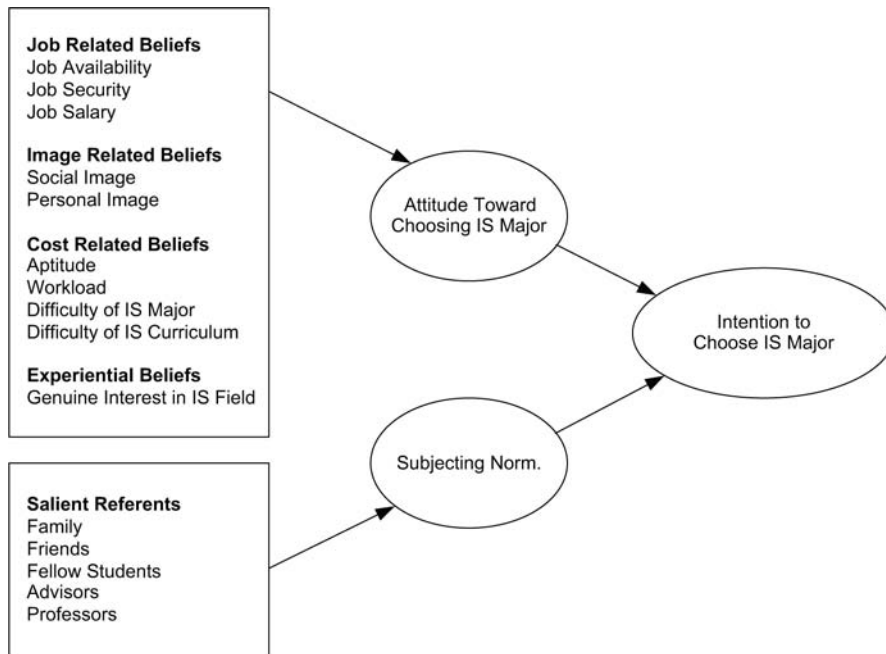 Job Related Beliefs
Job Availability
Job Security
Job Salary
Image Related Beliefs
Social Image
Personal Image
Cost Related Beliefs
Aptitude
Workload
Difficulty of IS Major
Difficulty of IS Curriculum
Experiential Beliefs
Genuine Interest in IS Field
Salient Referents
Family
Friends
Fellow Students
Advisors
Professors
Attitude Toward
Choosing IS Major
Subjecting Norm.
Intention to
Choose IS Major